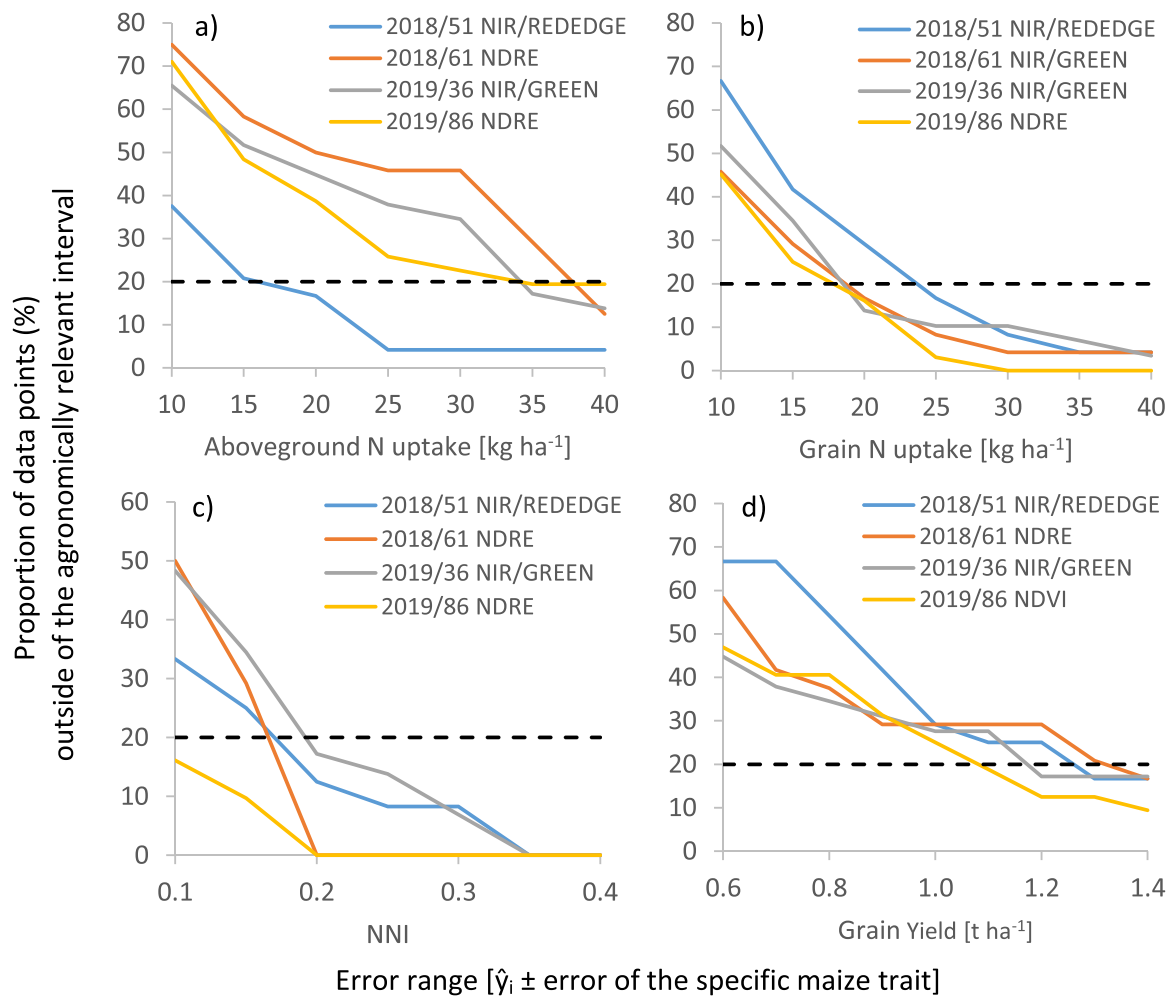 Proportion of data points (%)
outside of the agronomically relevant interval
a)
2018/51 NIR/REDEDGE
2018/61 NDRE
2019/36 NIR/GREEN
2019/86 NDRE
80
70
60
50
40
30
20
10
0
10 15 20 25 30 35 40
Aboveground N uptake [kg ha⁻¹]
b)
2018/51 NIR/REDEDGE
2018/61 NIR/GREEN
2019/36 NIR/GREEN
2019/86 NDRE
80
70
60
50
40
30
20
10
0
10 15 20 25 30 35 40
Grain N uptake [kg ha⁻¹]
c)
2018/51 NIR/REDEDGE
2018/61 NDRE
2019/36 NIR/GREEN
2019/86 NDRE
60
50
40
30
20
10
0
0.1 0.2 0.3 0.4
NNI
d)
2018/51 NIR/REDEDGE
2018/61 NDRE
2019/36 NIR/GREEN
2019/86 NDVI
80
70
60
50
40
30
20
10
0
0.6 0.8 1.0 1.2 1.4
Grain Yield [t ha⁻¹]
Error range [ŷᵢ ± error of the specific maize trait]